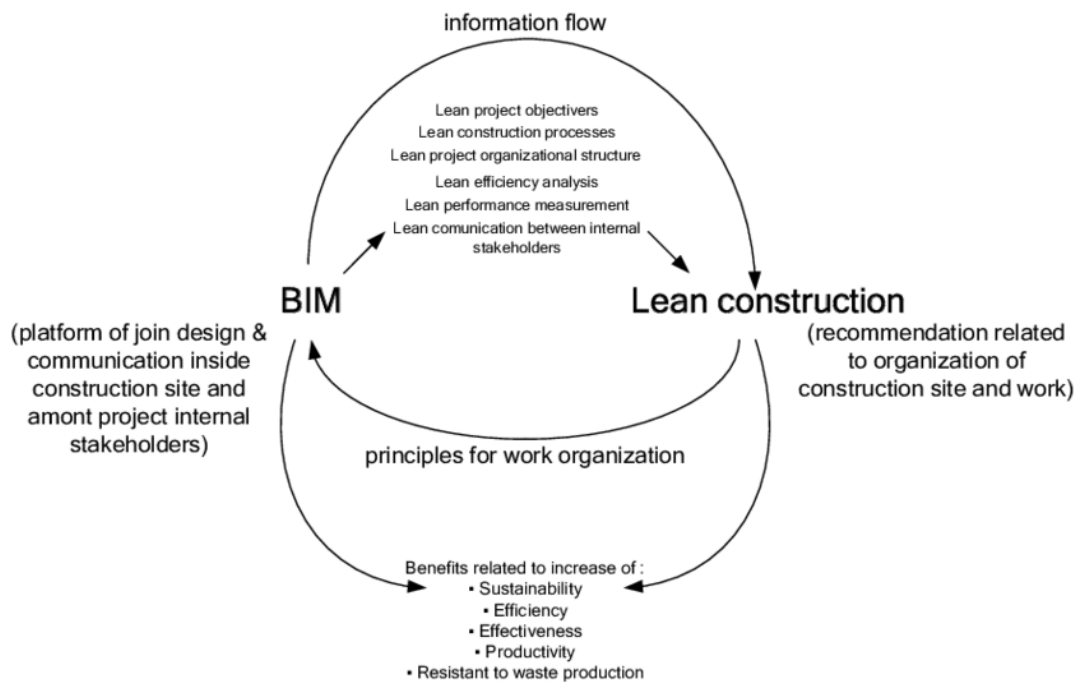 information flow
Lean project objectivers
Lean construction processes
Lean project organizational structure
Lean efficiency analysis
Lean performance measurement
Lean comunication between internal
stakeholders
BIM
(platform of join design &
communication inside
construction site and
amont project internal
stakeholders)
Lean construction
(recommendation related
to organization of
construction site and work)
principles for work organization
Benefits related to increase of :
▪ Sustainability
▪ Efficiency
▪ Effectiveness
▪ Productivity
▪ Resistant to waste production